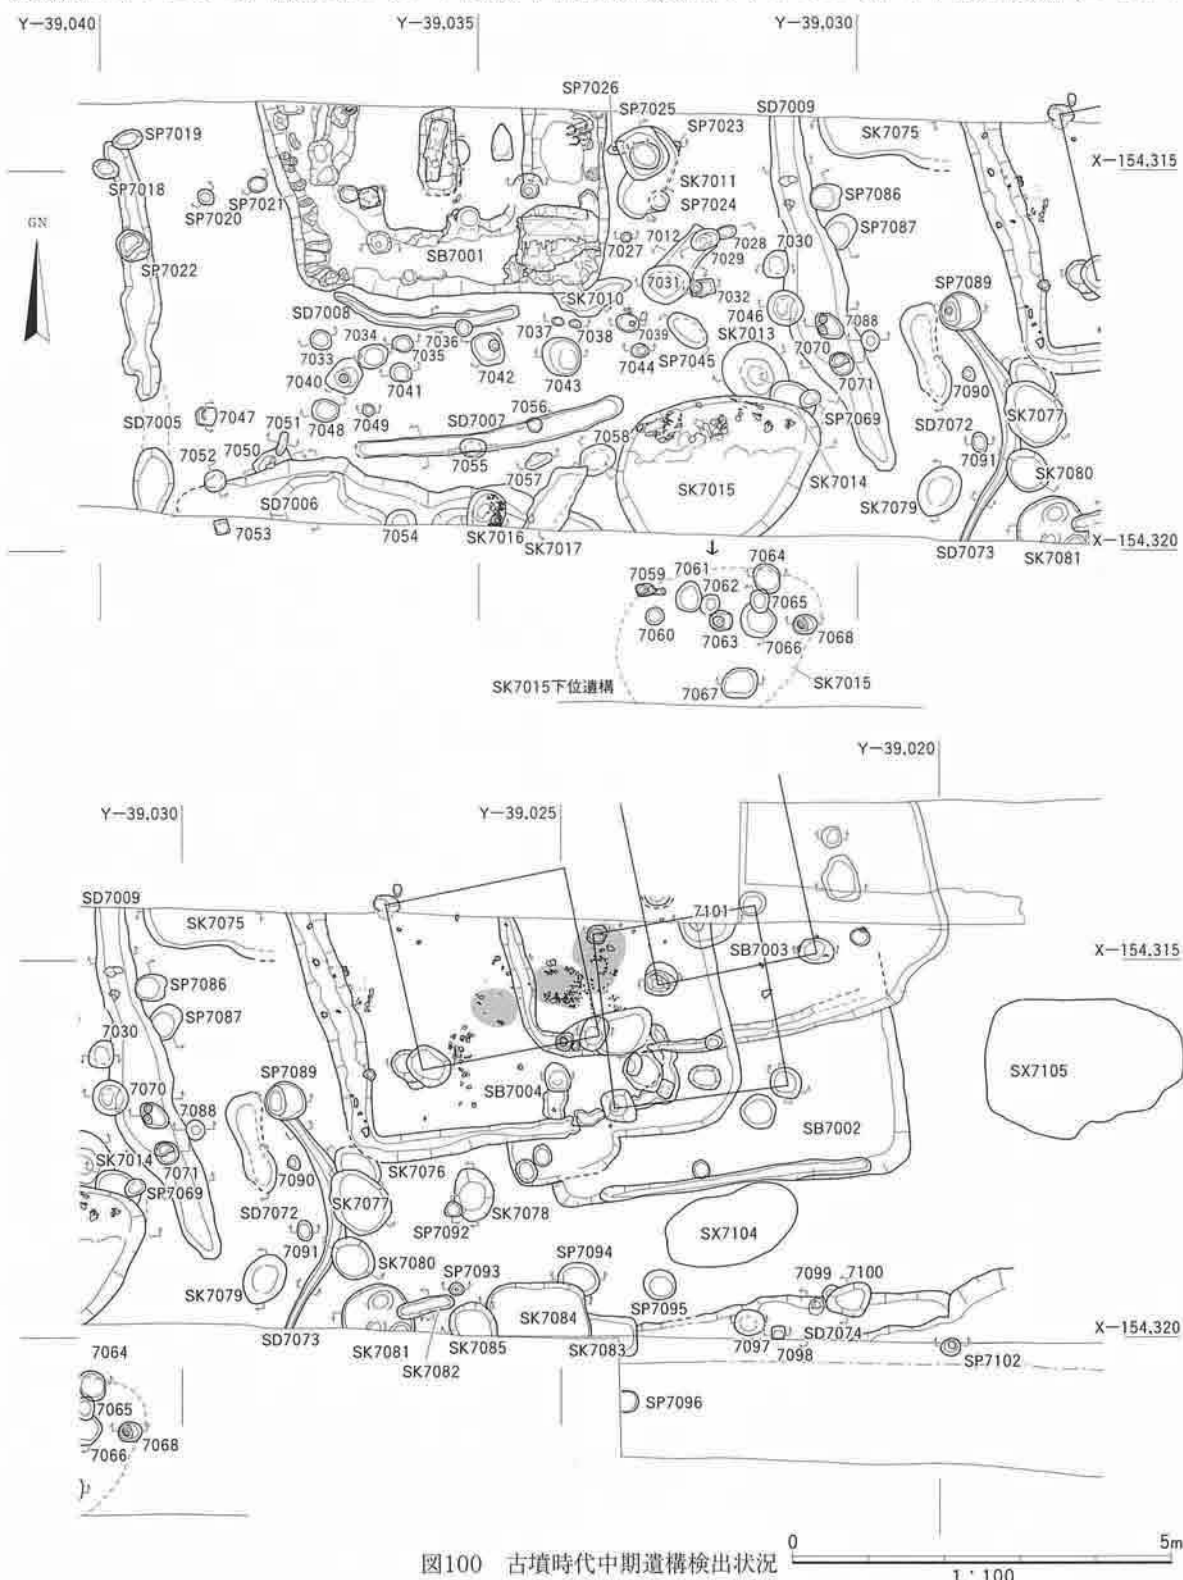 Y−39,040
Y−39,035
Y−39,030
SP7026
SP7025
SD7009
SP7019
SP7023
SK7075
X−154,315
SP7018
SK7011
SP7086
SP7020
SP7021
SP7024
GN
SP7087
7012
7028
7027
7030
7029
SP7022
SB7001
7031
SP7089
SK7010
7032
SD7008
7046
7034
7036
7037
7038
7039
SK7013
7088
7033
7035
7070
7044
SP7045
7040
7041
7042
7043
7071
7090
7056
SD7005
7047
7051
7048
7049
SD7007
SP7069
SD7072
SK7077
7058
7052
7050
7055
7091
7057
SK7014
SK7080
SD7006
SK7015
SK7079
7053
7054
SK7016
SK7017
SD7073
SK7081
X−154,320
7061
7064
7059
7062
7065
7060
7063
7066
7068
SK7015下位遺構
7067
SK7015
Y−39,020
Y−39,030
Y−39,025
SD7009
SK7075
7101
SB7003
X−154,315
SP7086
SP7087
7030
SP7089
SX7105
7070
7088
SB7004
SB7002
SK7014
7071
SK7076
7090
SP7069
SK7077
SD7072
SK7078
SP7092
SX7104
7091
SK7080
SP7094
SP7093
7099
7100
SK7079
SP7095
SK7084
SD7074
X−154,320
SD7073
7097
7064
SK7081
SK7085
SK7083
7098
SP7102
SK7082
7065
SP7096
7066
7068
0
5m
図100 古墳時代中期遺構検出状況
1:100